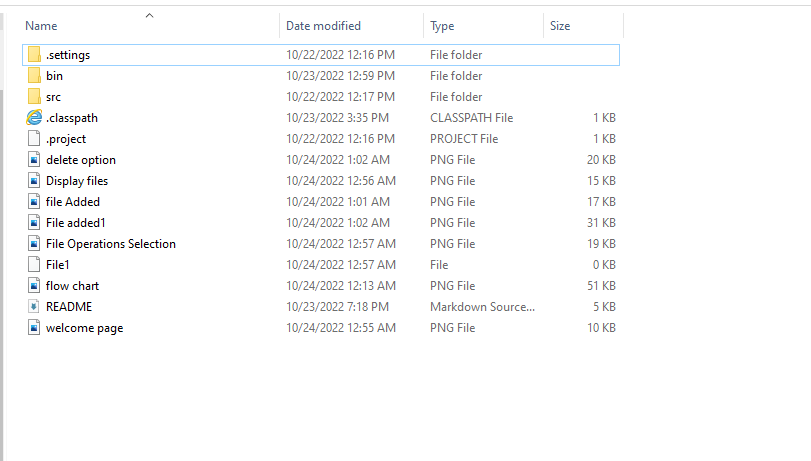 Name Date modified Type Size
.settings 10/22/2022 12:16 PM File folder
bin 10/23/2022 12:59 PM File folder
src 10/22/2022 12:17 PM File folder
.classpath 10/23/2022 3:35 PM CLASSPATH File 1 KB
.project 10/22/2022 12:16 PM PROJECT File 1 KB
delete option 10/24/2022 1:02 AM PNG File 20 KB
Display files 10/24/2022 12:56 AM PNG File 15 KB
file Added 10/24/2022 1:01 AM PNG File 17 KB
File added1 10/24/2022 1:02 AM PNG File 31 KB
File Operations Selection 10/24/2022 12:57 AM PNG File 19 KB
File1 10/24/2022 12:57 AM File 0 KB
flow chart 10/24/2022 12:13 AM PNG File 51 KB
README 10/23/2022 7:18 PM Markdown Source... 5 KB
welcome page 10/24/2022 12:55 AM PNG File 10 KB